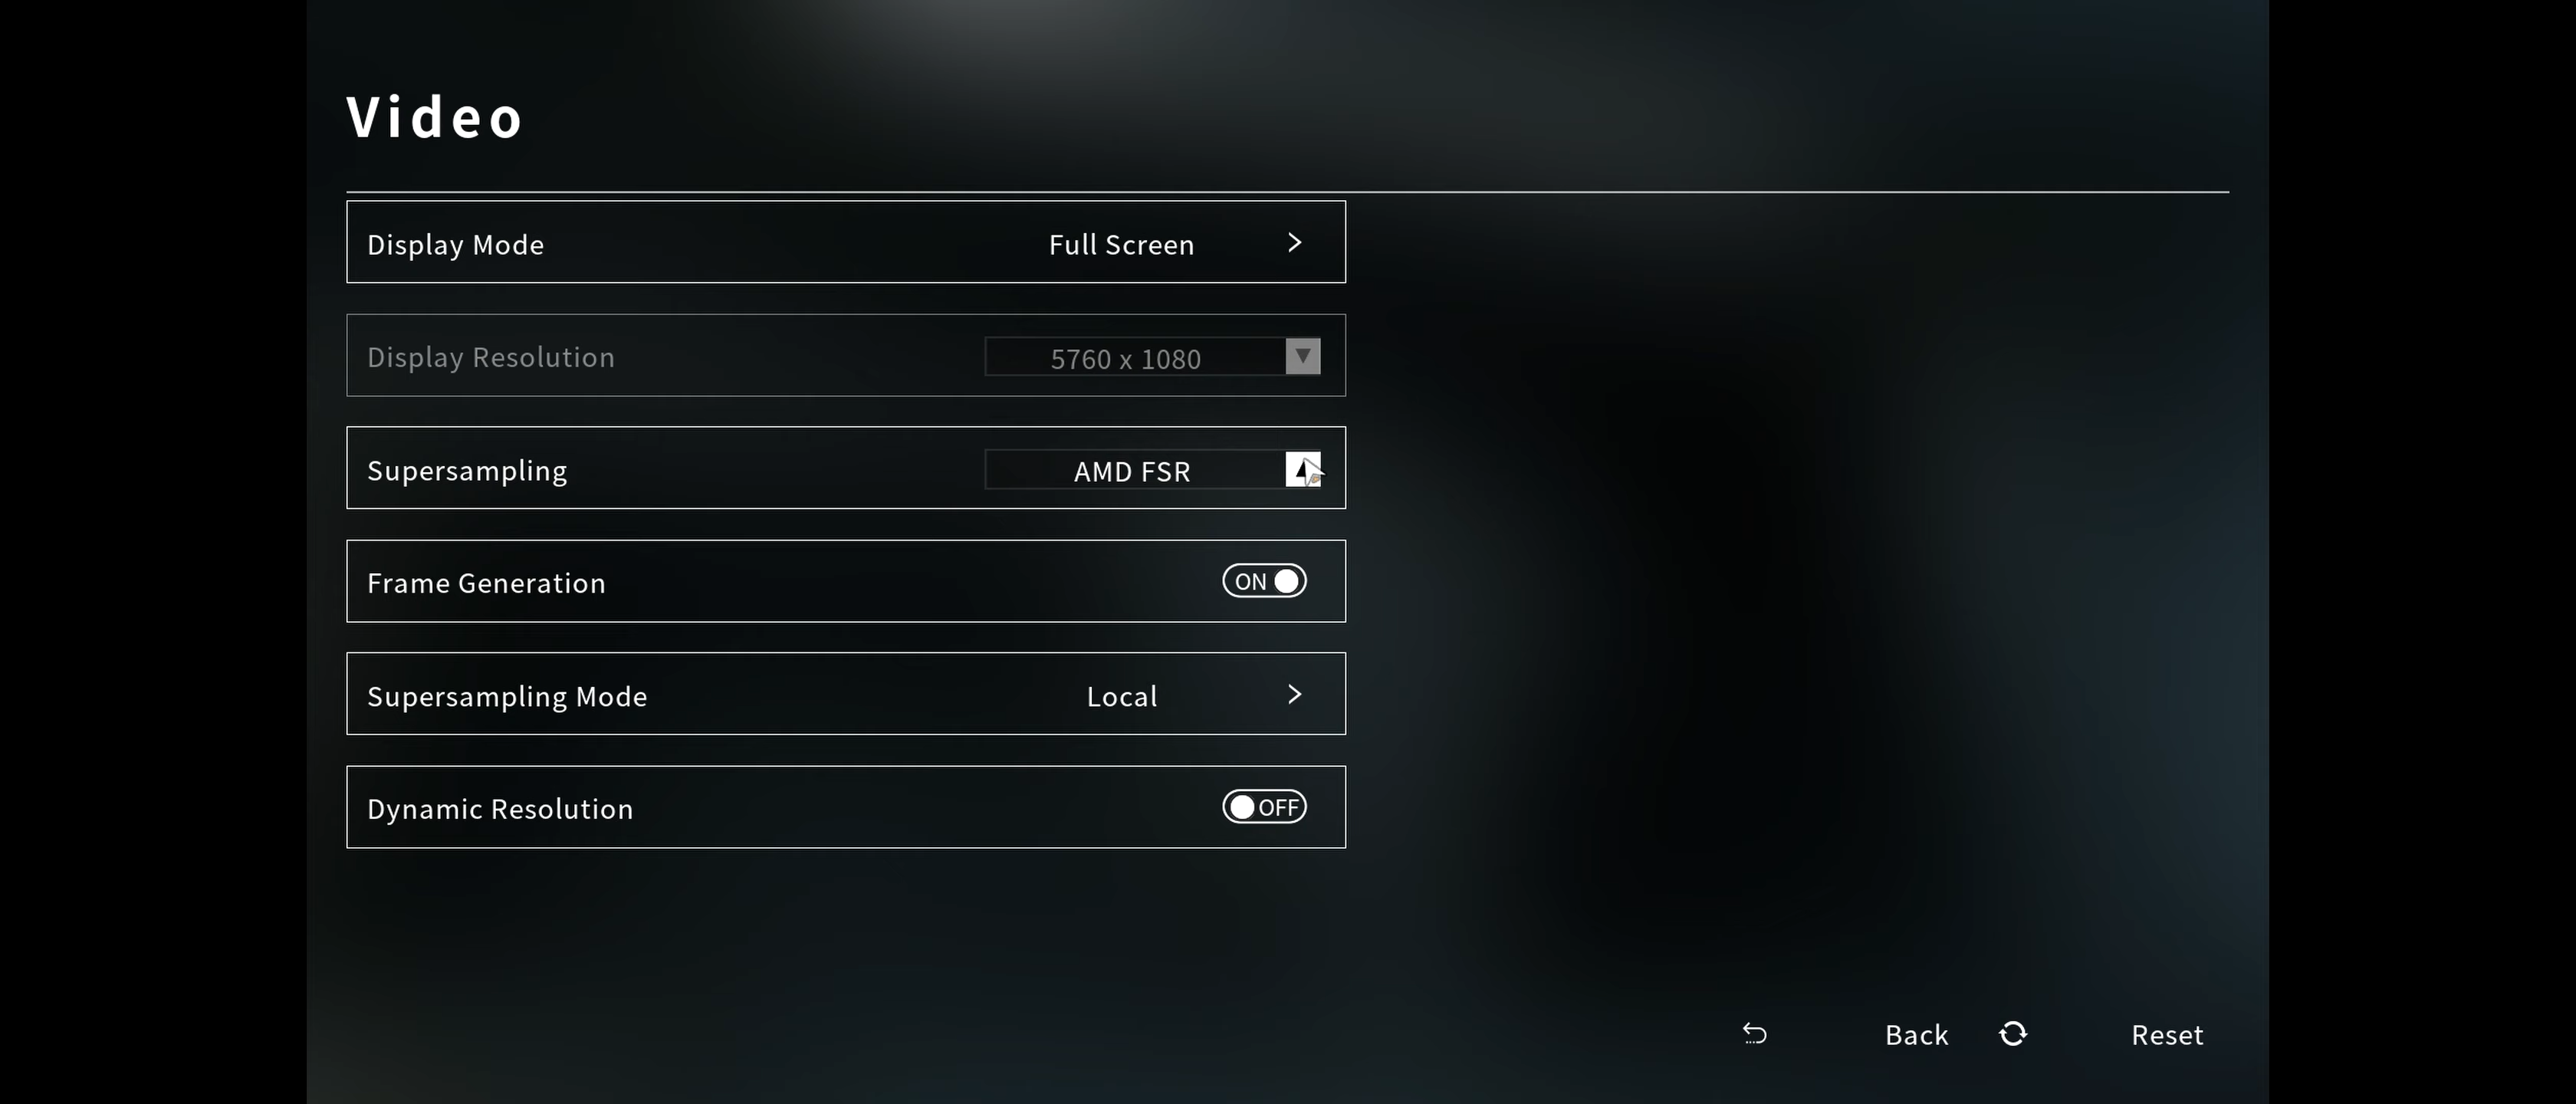 Video
Display Mode Full Screen
Display Resolution 5760 x 1080
Supersampling AMD FSR
Frame Generation ON
Supersampling Mode Local
Dynamic Resolution OFF
Back Reset